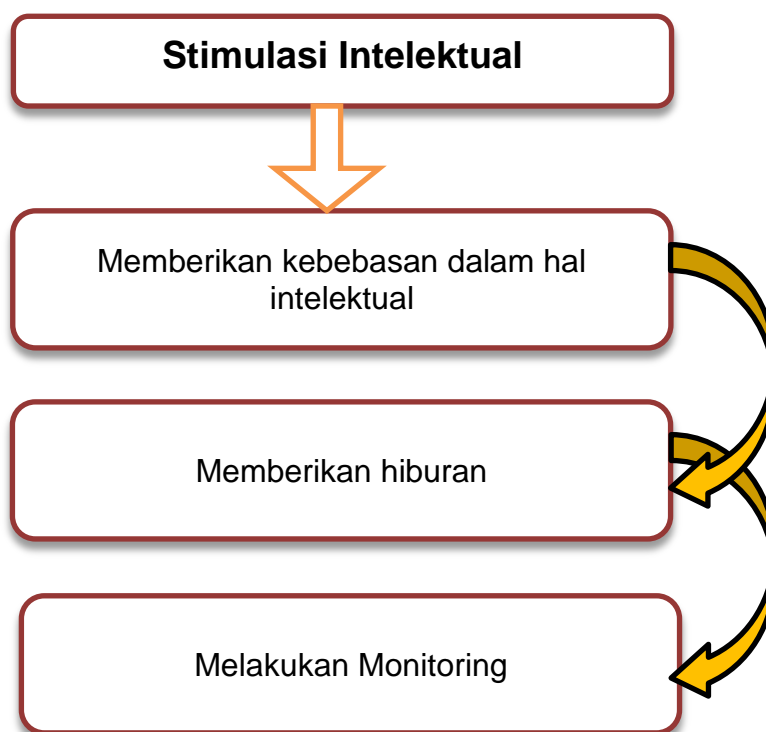 Stimulasi Intelektual
Memberikan kebebasan dalam hal
intelektual
Memberikan hiburan
Melakukan Monitoring